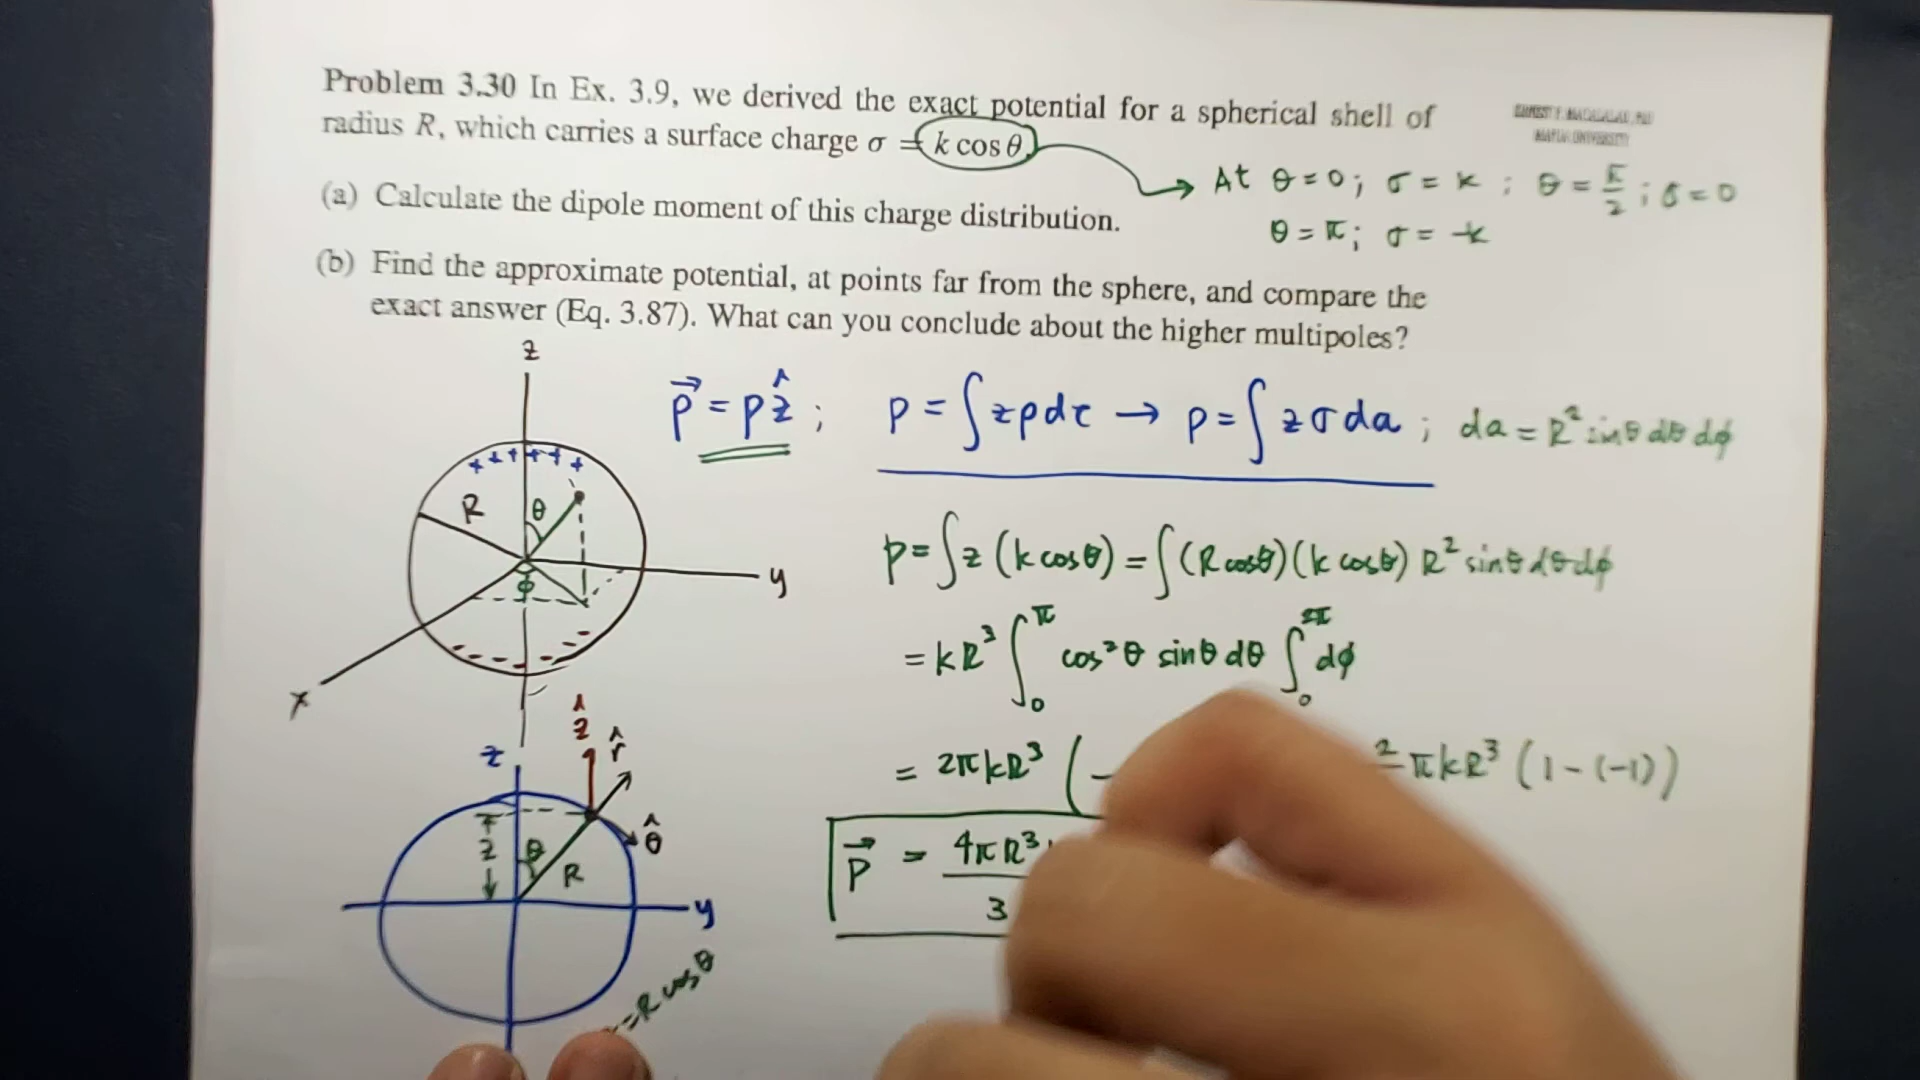 Problem 3.30 In Ex. 3.9, we derived the exact potential for a spherical shell of
radius R, which carries a surface charge σ = k cos θ.
→ At θ = 0; σ = k ; θ = π/2 ; σ = 0
θ = π; σ = -k
(a) Calculate the dipole moment of this charge distribution.
(b) Find the approximate potential, at points far from the sphere, and compare the
exact answer (Eq. 3.87). What can you conclude about the higher multipoles?
z
p⃗ = p ẑ ; p = ∫ z ρ dτ → p = ∫ z σ da ; da = R² sinθ dθ dφ
+ + + + + +
R θ
φ y
- - - - - -
x
p = ∫ z (k cosθ) = ∫ (R cosθ)(k cosθ) R² sinθ dθ dφ
= kR³ ∫₀^π cos²θ sinθ dθ ∫₀^2π dφ
= 2πkR³ ( - 2 πkR³ (1 - (-1))
p⃗ = 4πR³
3
z ẑ r̂
θ̂
z θ R
y
= R cos θ